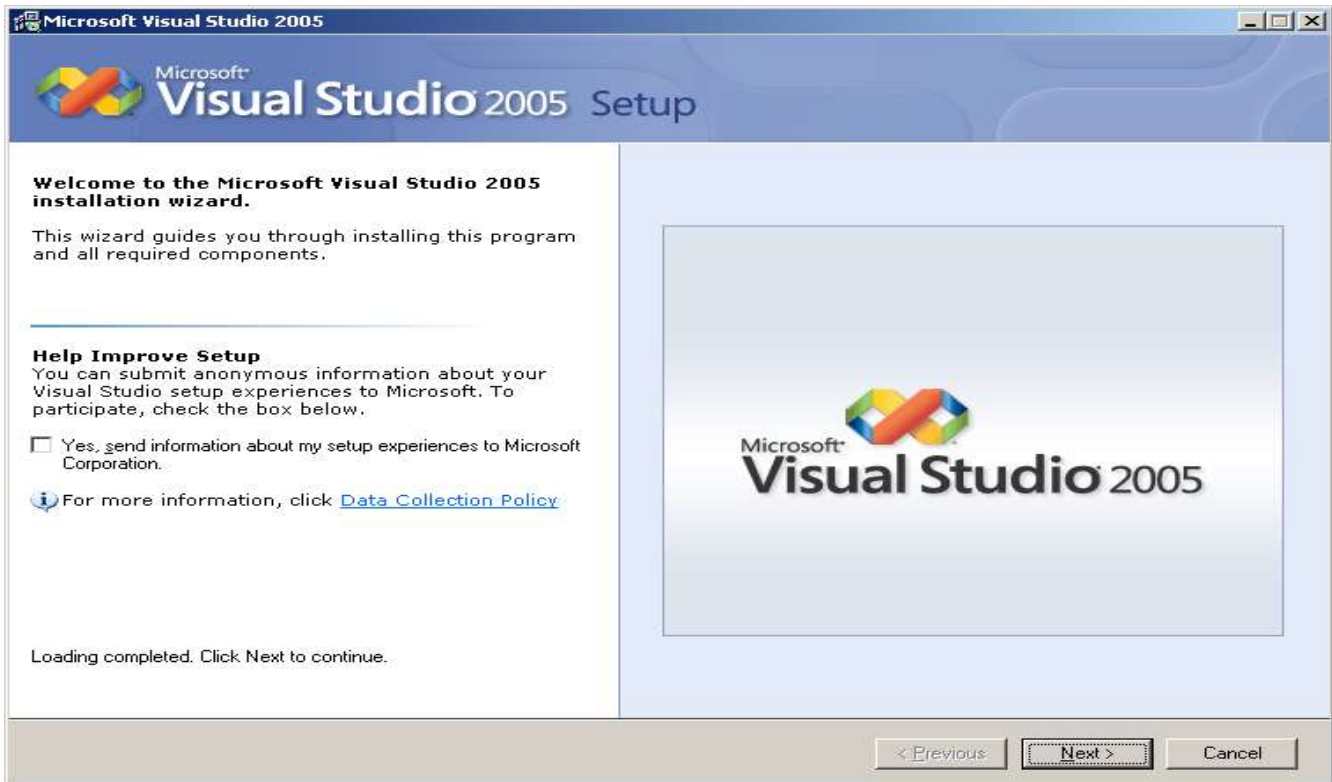 Microsoft Visual Studio 2005
Microsoft
Visual Studio 2005 Setup
Welcome to the Microsoft Visual Studio 2005
installation wizard.
This wizard guides you through installing this program
and all required components.
Help Improve Setup
You can submit anonymous information about your
Visual Studio setup experiences to Microsoft. To
participate, check the box below.
Yes, send information about my setup experiences to Microsoft
Corporation.
For more information, click Data Collection Policy
Loading completed. Click Next to continue.
Microsoft
Visual Studio 2005
< Previous
Next >
Cancel